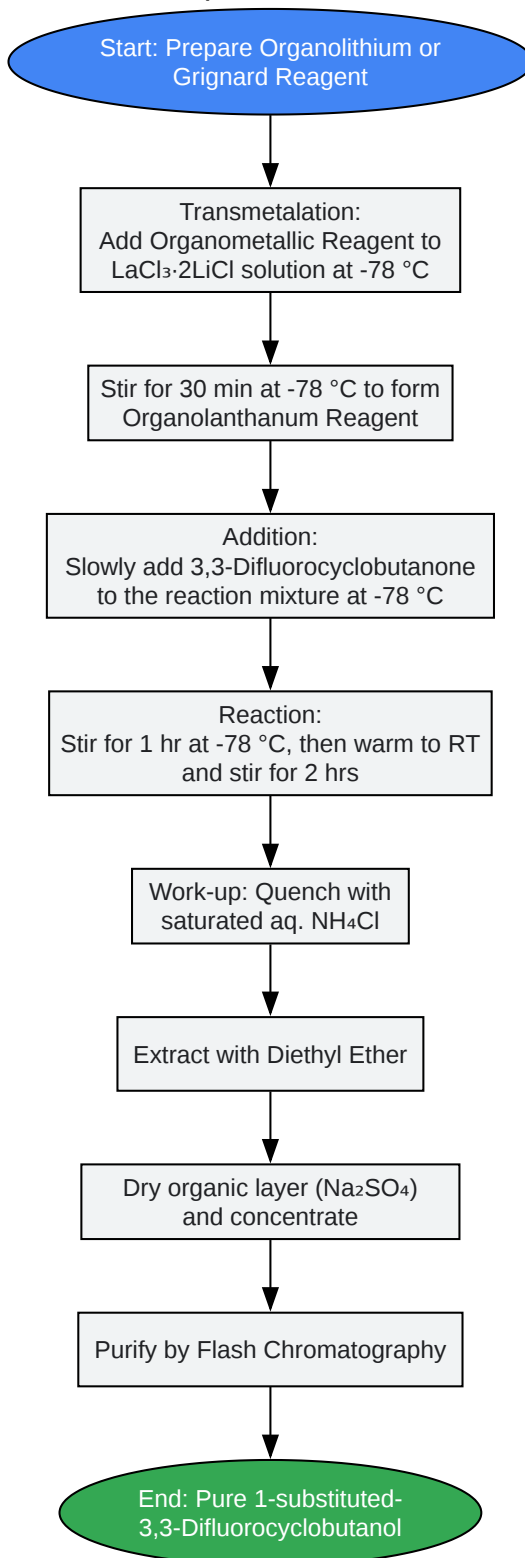 Start: Prepare Organolithium or
Grignard Reagent
Transmetalation:
Add Organometallic Reagent to
LaCl₃·2LiCl solution at -78 °C
Stir for 30 min at -78 °C to form
Organolanthanum Reagent
Addition:
Slowly add 3,3-Difluorocyclobutanone
to the reaction mixture at -78 °C
Reaction:
Stir for 1 hr at -78 °C, then warm to RT
and stir for 2 hrs
Work-up: Quench with
saturated aq. NH₄Cl
Extract with Diethyl Ether
Dry organic layer (Na₂SO₄)
and concentrate
Purify by Flash Chromatography
End: Pure 1-substituted-
3,3-Difluorocyclobutanol